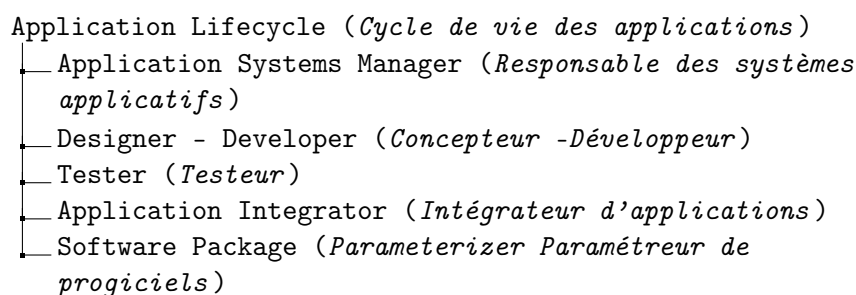 Application Lifecycle (Cycle de vie des applications)
Application Systems Manager (Responsable des systèmes
applicatifs)
Designer - Developer (Concepteur -Développeur)
Tester (Testeur)
Application Integrator (Intégrateur d'applications)
Software Package (Parameterizer Paramétreur de
progiciels)